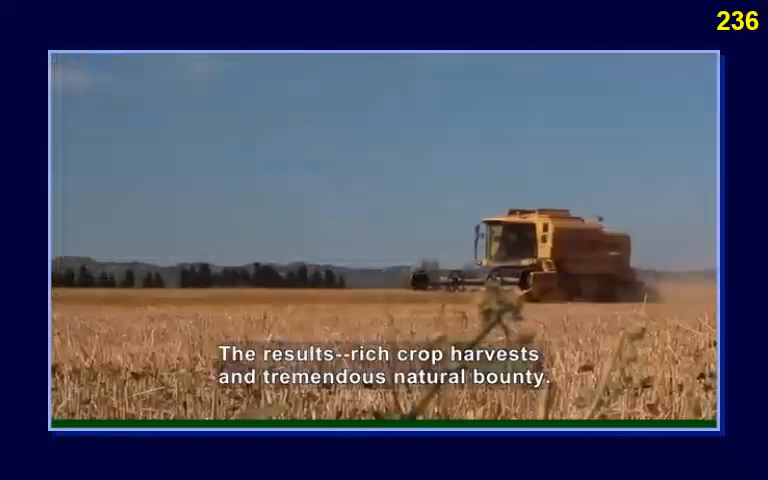 236
The results--rich crop harvests
and tremendous natural bounty.